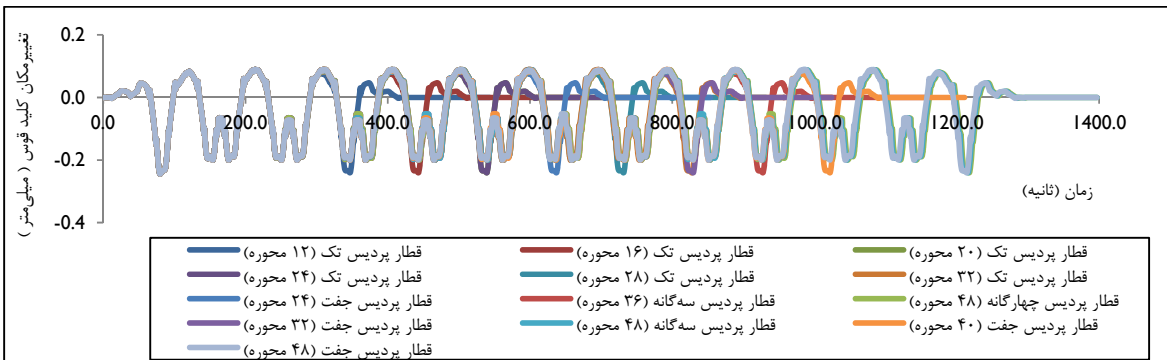 تغییرمکان کلید قوس ( میلی‌متر )
0.2
0.0
-0.2
-0.4
0.0 200.0 400.0 600.0 800.0 1000.0 1200.0 1400.0
زمان (ثانیه)
قطار پردیس تک (۱۲ محوره) قطار پردیس تک (۱۶ محوره) قطار پردیس تک (۲۰ محوره)
قطار پردیس تک (۲۴ محوره) قطار پردیس تک (۲۸ محوره) قطار پردیس تک (۳۲ محوره)
قطار پردیس جفت (۲۴ محوره) قطار پردیس سه‌گانه (۳۶ محوره) قطار پردیس چهارگانه (۴۸ محوره)
قطار پردیس جفت (۳۲ محوره) قطار پردیس سه‌گانه (۴۸ محوره) قطار پردیس جفت (۴۰ محوره)
قطار پردیس جفت (۴۸ محوره)